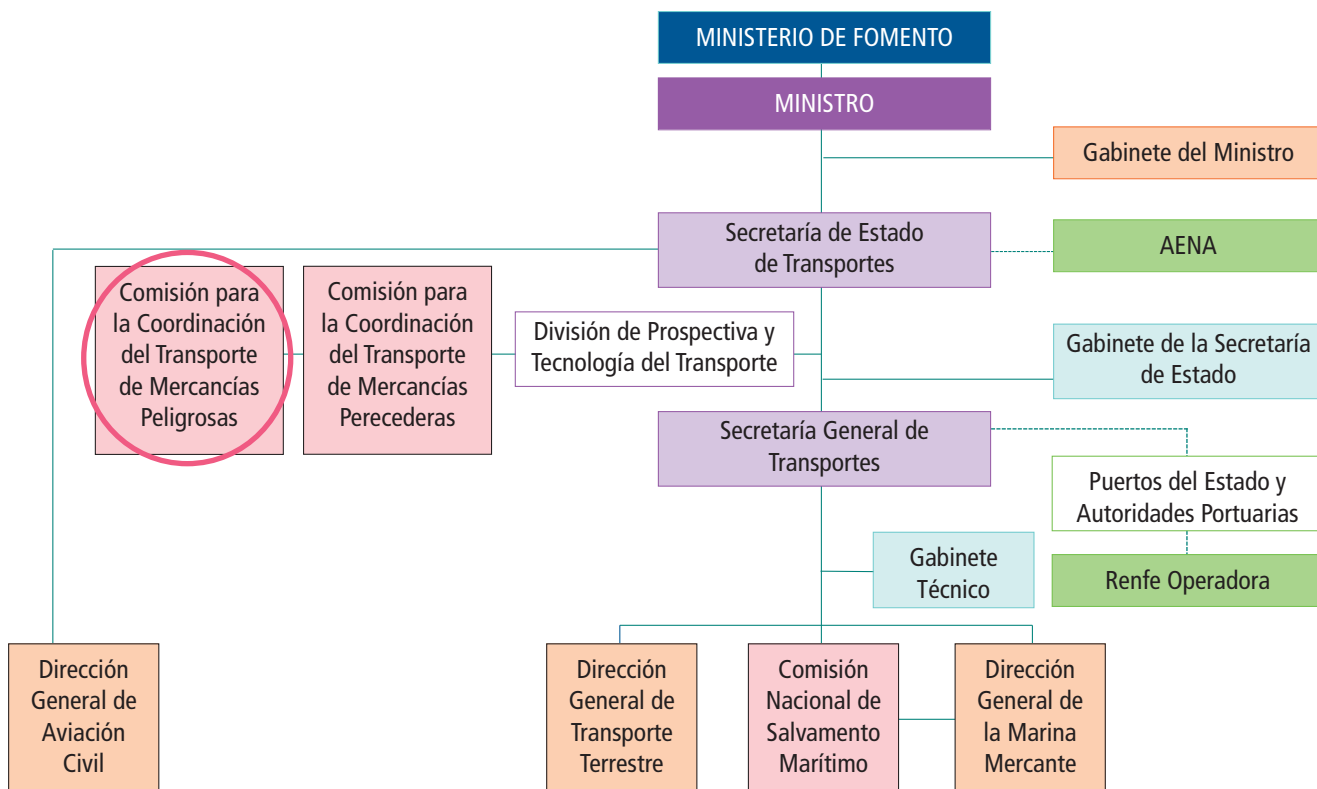 MINISTERIO DE FOMENTO
MINISTRO
Gabinete del Ministro
Secretaría de Estado
de Transportes
AENA
Comisión para
la Coordinación
del Transporte
de Mercancías
Peligrosas
Comisión para
la Coordinación
del Transporte
de Mercancías
Perecederas
División de Prospectiva y
Tecnología del Transporte
Gabinete de la Secretaría
de Estado
Secretaría General de
Transportes
Puertos del Estado y
Autoridades Portuarias
Gabinete
Técnico
Renfe Operadora
Dirección
General de
Aviación
Civil
Dirección
General de
Transporte
Terrestre
Comisión
Nacional de
Salvamento
Marítimo
Dirección
General de
la Marina
Mercante